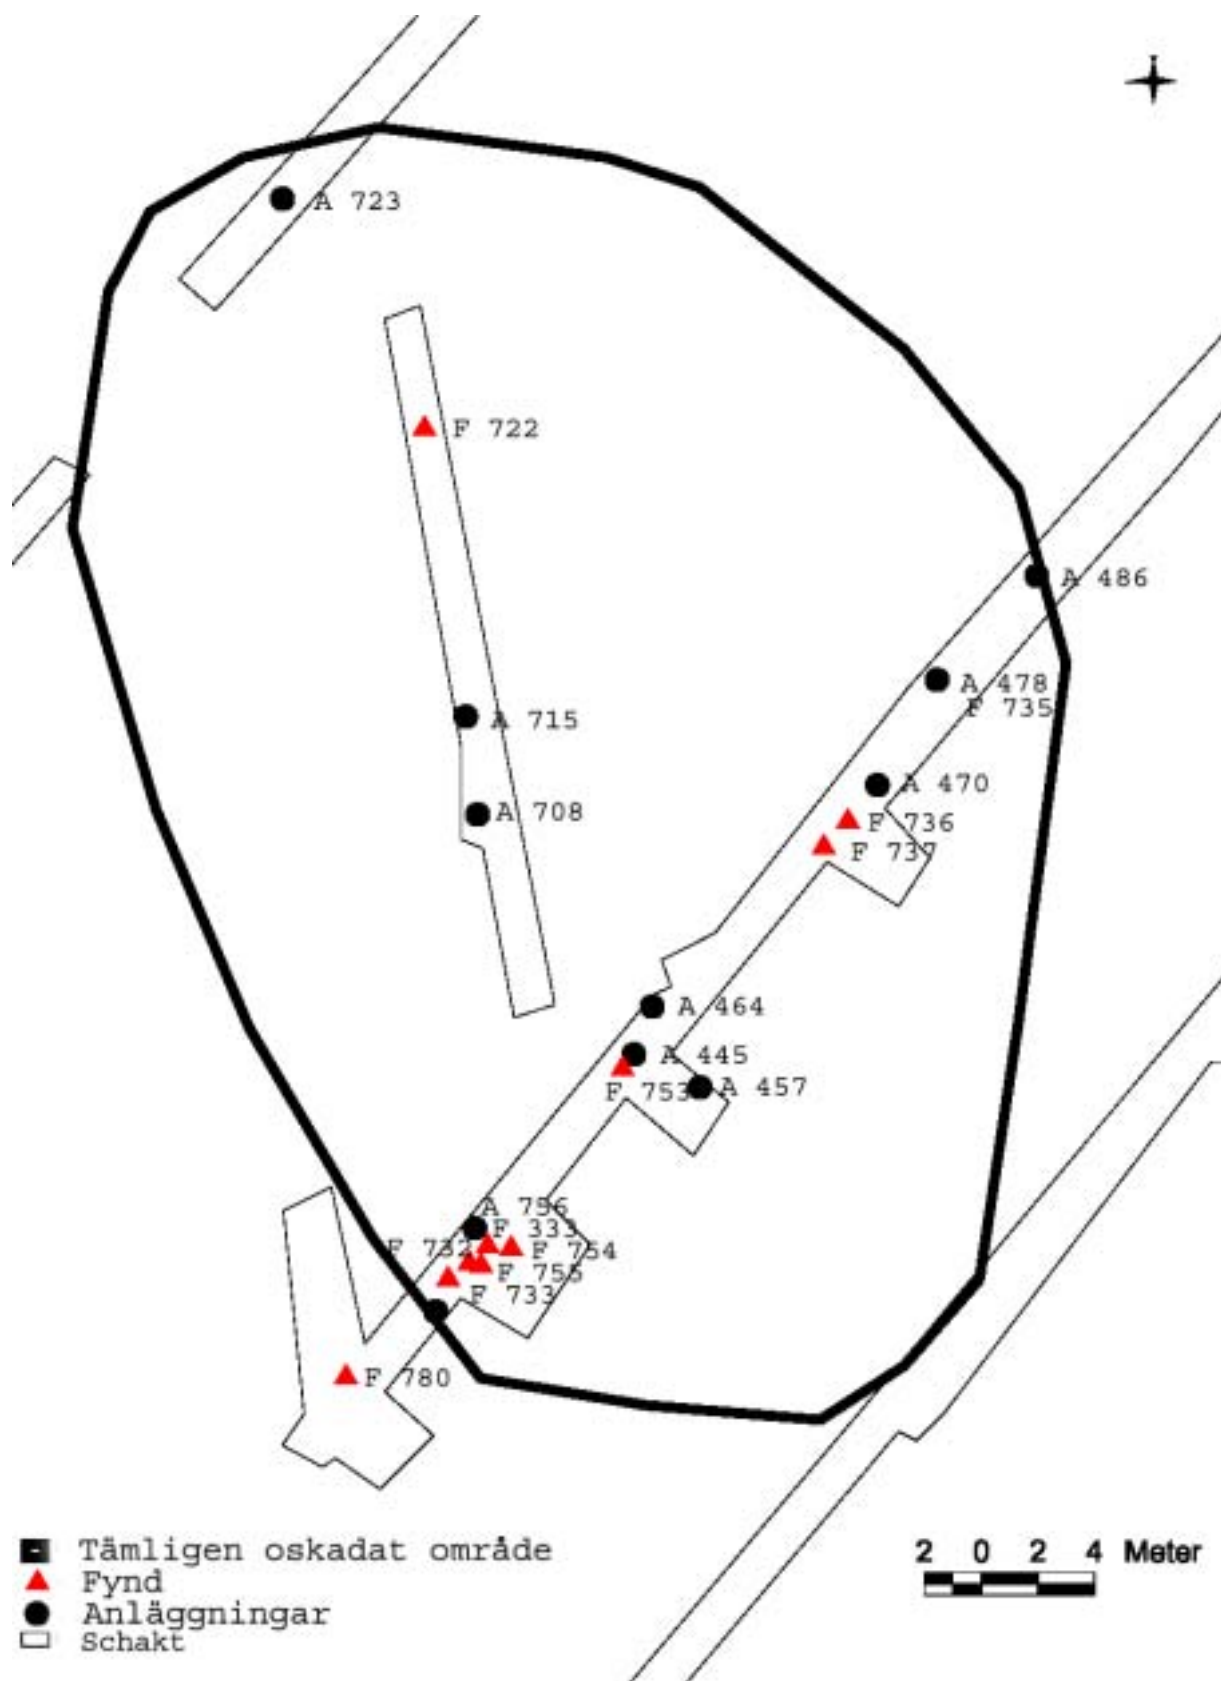 A 723
F 722
A 486
A 478
F 735
A 715
A 470
A 708
F 736
F 737
A 464
A 445
F 753
A 457
A 756
F 333
F 732
F 754
F 755
F 733
F 780
Tämligen oskadat område
Fynd
Anläggningar
Schakt
2 0 2 4 Meter